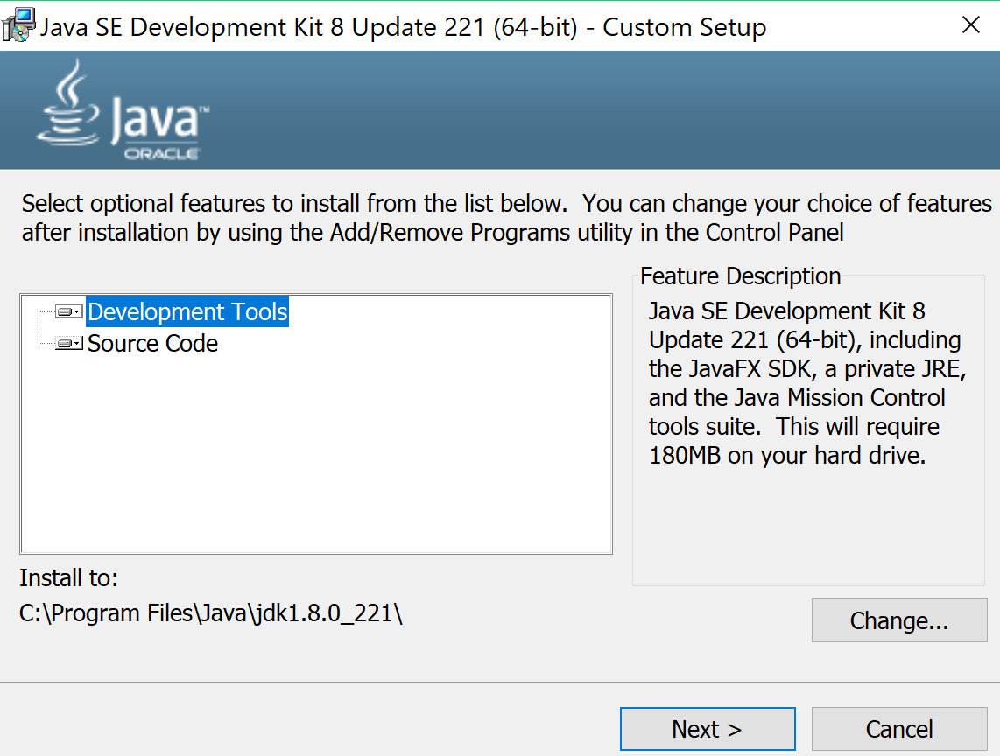 Java SE Development Kit 8 Update 221 (64-bit) - Custom Setup
Java™
ORACLE
Select optional features to install from the list below.  You can change your choice of features
after installation by using the Add/Remove Programs utility in the Control Panel
Development Tools
Source Code
Feature Description
Java SE Development Kit 8
Update 221 (64-bit), including
the JavaFX SDK, a private JRE,
and the Java Mission Control
tools suite.  This will require
180MB on your hard drive.
Install to:
C:\Program Files\Java\jdk1.8.0_221\
Change...
Next >
Cancel